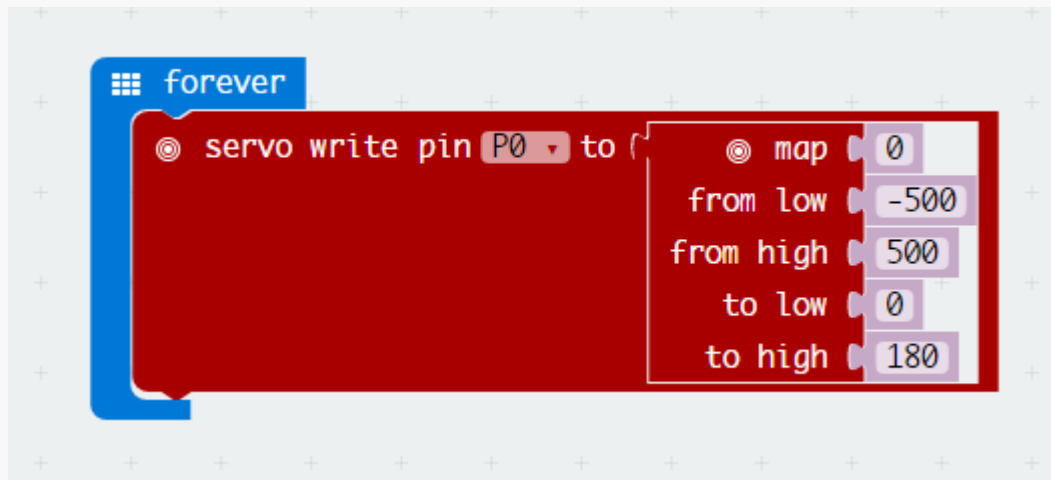 forever
servo write pin P0 to map 0
from low -500
from high 500
to low 0
to high 180